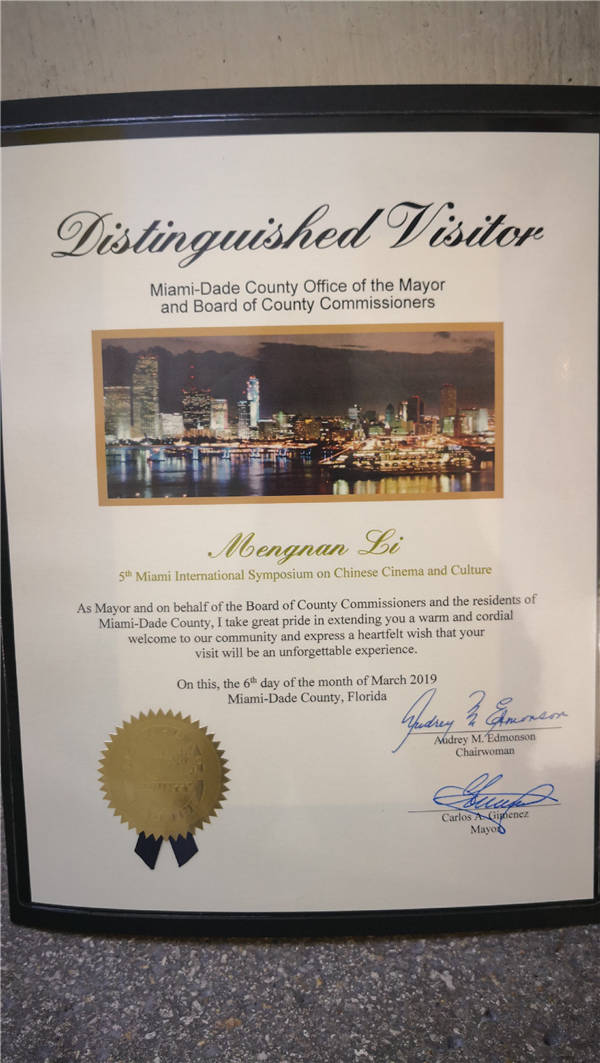 Distinguished Visitor
Miami-Dade County Office of the Mayor
and Board of County Commissioners
Mengnan Li
5th Miami International Symposium on Chinese Cinema and Culture
As Mayor and on behalf of the Board of County Commissioners and the residents of
Miami-Dade County, I take great pride in extending you a warm and cordial
welcome to our community and express a heartfelt wish that your
visit will be an unforgettable experience.
On this, the 6th day of the month of March 2019
Miami-Dade County, Florida
Audrey M. Edmonson
Audrey M. Edmonson
Chairwoman
Carlos A. Gimenez
Mayor